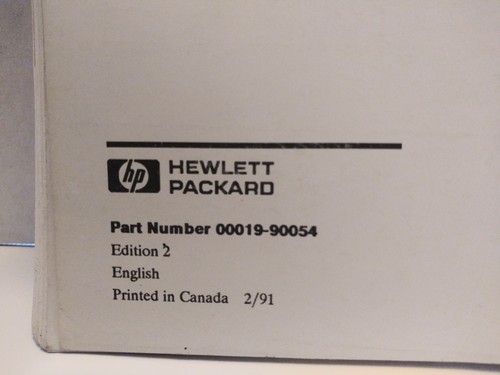 hp
HEWLETT
PACKARD
Part Number 00019-90054
Edition 2
English
Printed in Canada 2/91